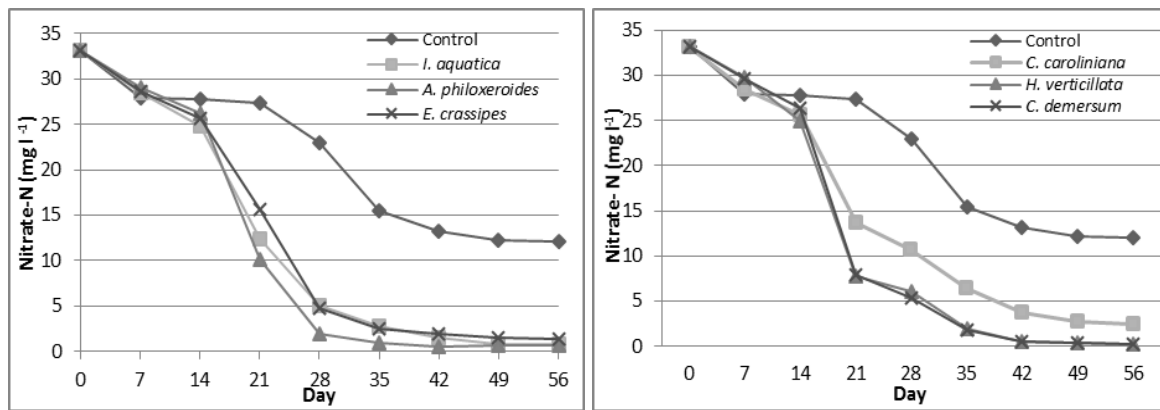 35
30
25
20
15
10
5
0
Nitrate-N (mg l⁻¹)
Control
I. aquatica
A. philoxeroides
E. crassipes
0 7 14 21 28 35 42 49 56
Day
35
30
25
20
15
10
5
0
Nitrate- N (mg l⁻¹)
Control
C. caroliniana
H. verticillata
C. demersum
0 7 14 21 28 35 42 49 56
Day